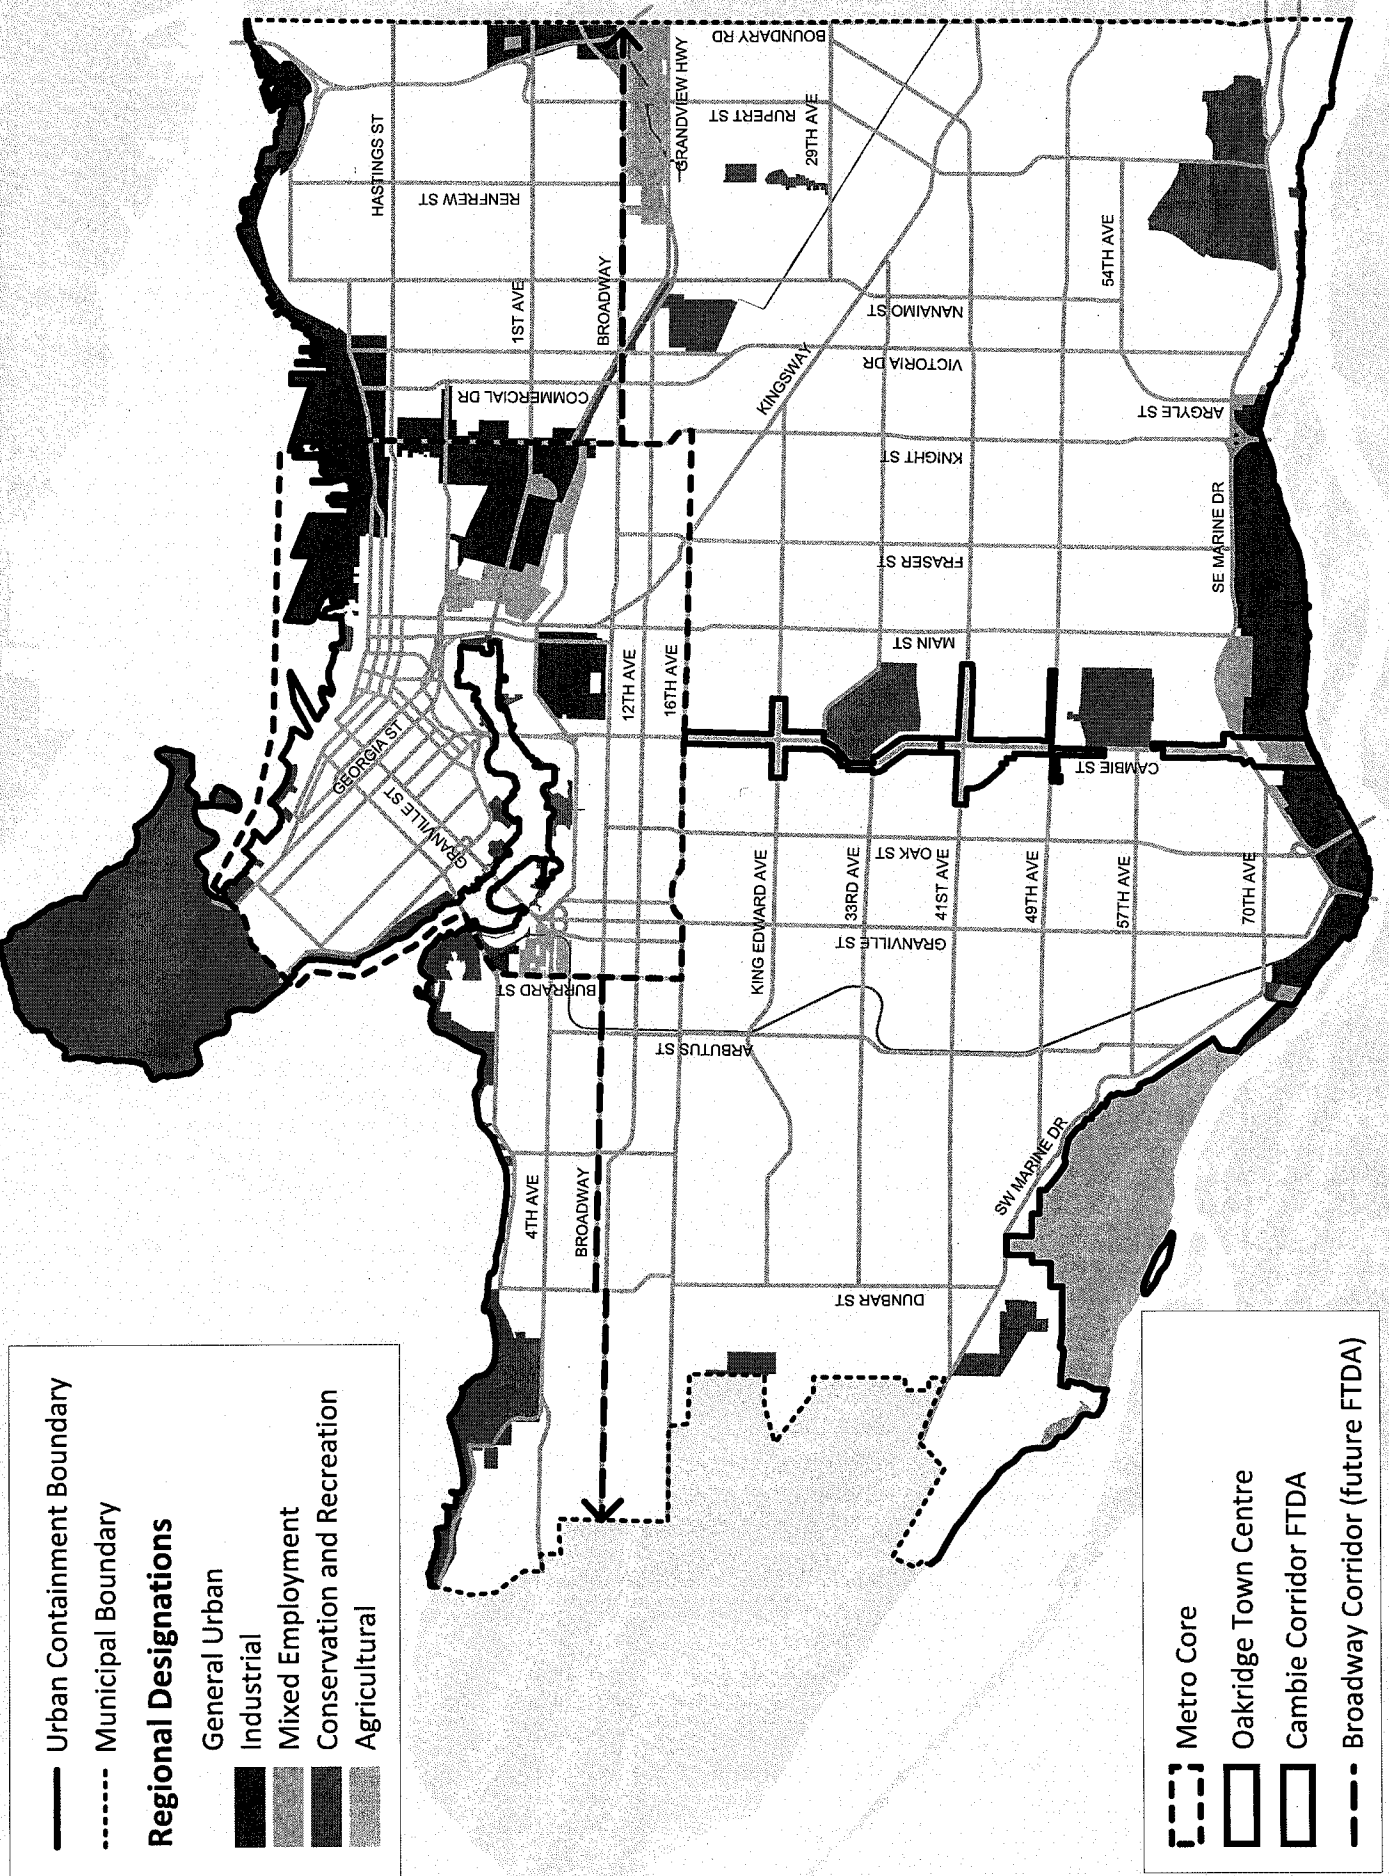 Urban Containment Boundary
Municipal Boundary
Regional Designations
General Urban
Industrial
Mixed Employment
Conservation and Recreation
Agricultural
Metro Core
Oakridge Town Centre
Cambie Corridor FTDA
Broadway Corridor (future FTDA)
4TH AVE
BROADWAY
DUNBAR ST
SW MARINE DR
ARBUTUS ST
BURRARD ST
KING EDWARD AVE
33RD AVE
41ST AVE
49TH AVE
57TH AVE
70TH AVE
GRANVILLE ST
OAK ST
GEORGIA ST
GRANVILLE ST
12TH AVE
16TH AVE
CAMBIE ST
MAIN ST
FRASER ST
SE MARINE DR
KNIGHT ST
ARGYLE ST
COMMERCIAL DR
KINGSWAY
VICTORIA DR
NANAIMO ST
1ST AVE
BROADWAY
54TH AVE
HASTINGS ST
RENFREW ST
GRANDVIEW HWY
RUPERT ST
29TH AVE
BOUNDARY RD